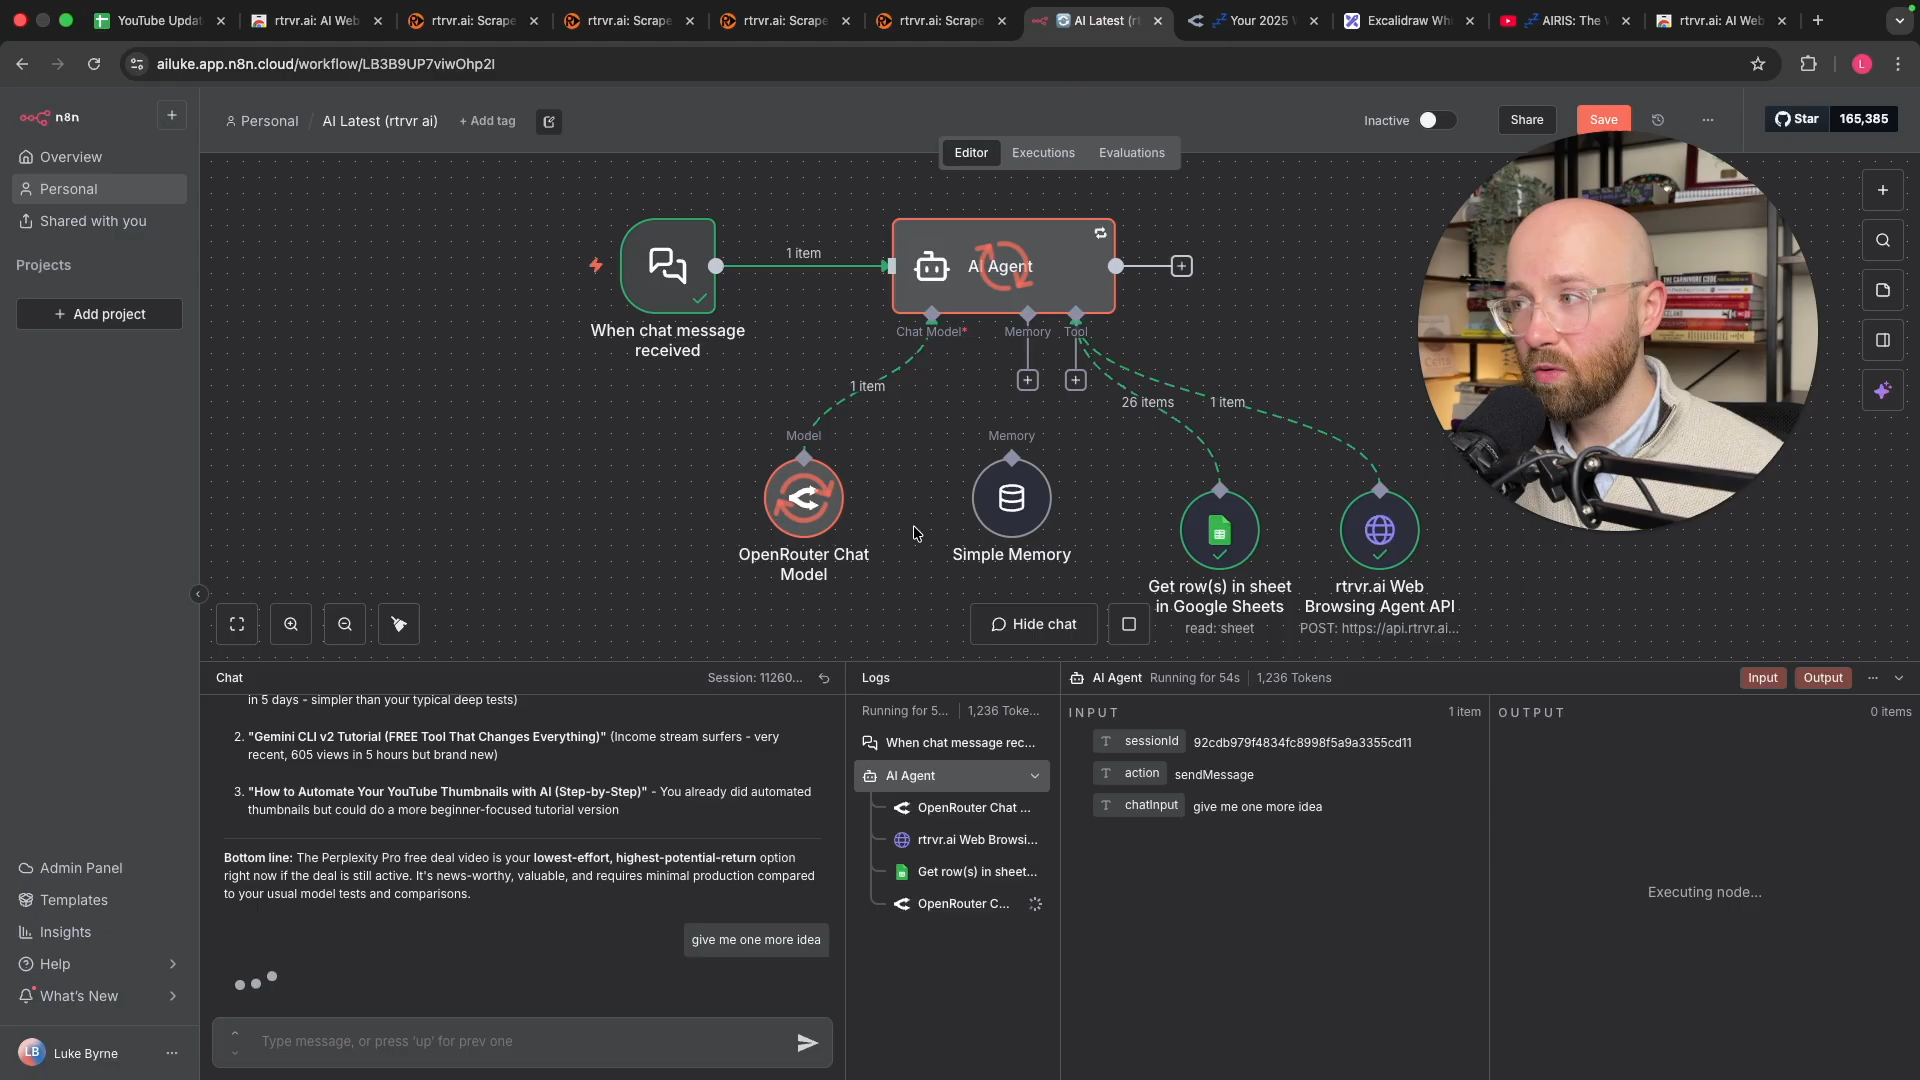 YouTube Updat
rtrvr.ai: AI Web
rtrvr.ai: Scrape
rtrvr.ai: Scrape
rtrvr.ai: Scrape
rtrvr.ai: Scrape
AI Latest (rt
Your 2025
Excalidraw Wh
AIRIS: The
rtrvr.ai: AI Web
ailuke.app.n8n.cloud/workflow/LB3B9UP7viwOhp2I
L
n8n
Overview
Personal
Shared with you
Projects
Add project
Admin Panel
Templates
Insights
Help
What's New
LB Luke Byrne
Personal / AI Latest (rtrvr ai) + Add tag
Inactive
Share
Save
Star 165,385
Editor
Executions
Evaluations
1 item
AI Agent
When chat message
received
Chat Model*
Memory
Tool
1 item
26 items
1 item
Model
Memory
OpenRouter Chat
Model
Simple Memory
Get row(s) in sheet
in Google Sheets
read: sheet
rtrvr.ai Web
Browsing Agent API
POST: https://api.rtrvr.ai...
Hide chat
Chat
Session: 11260...
in 5 days - simpler than your typical deep tests)
2. "Gemini CLI v2 Tutorial (FREE Tool That Changes Everything)" (Income stream surfers - very
recent, 605 views in 5 hours but brand new)
3. "How to Automate Your YouTube Thumbnails with AI (Step-by-Step)" - You already did automated
thumbnails but could do a more beginner-focused tutorial version
Bottom line: The Perplexity Pro free deal video is your lowest-effort, highest-potential-return option
right now if the deal is still active. It's news-worthy, valuable, and requires minimal production compared
to your usual model tests and comparisons.
give me one more idea
Type message, or press 'up' for prev one
Logs
Running for 5... 1,236 Toke...
When chat message rec...
AI Agent
OpenRouter Chat ...
rtrvr.ai Web Browsi...
Get row(s) in sheet...
OpenRouter C...
AI Agent Running for 54s 1,236 Tokens
Input
Output
INPUT
1 item
T sessionId 92cdb979f4834fc8998f5a9a3355cd11
T action sendMessage
T chatInput give me one more idea
OUTPUT
0 items
Executing node...